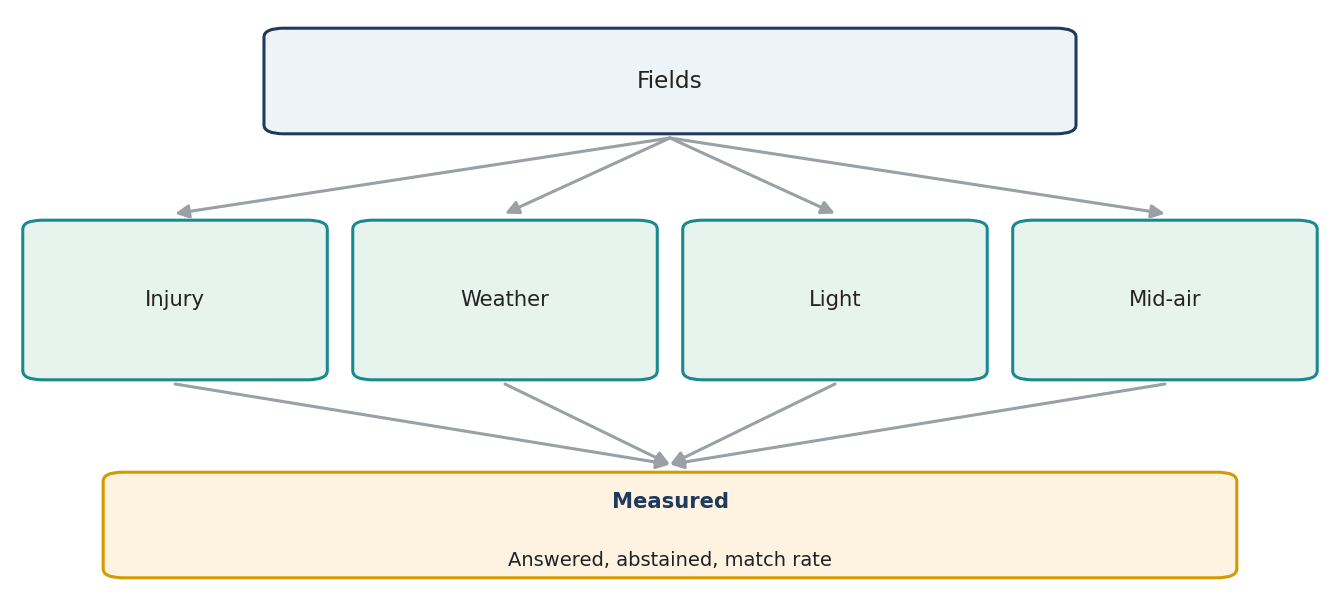 Fields
Injury
Weather
Light
Mid-air
Measured
Answered, abstained, match rate